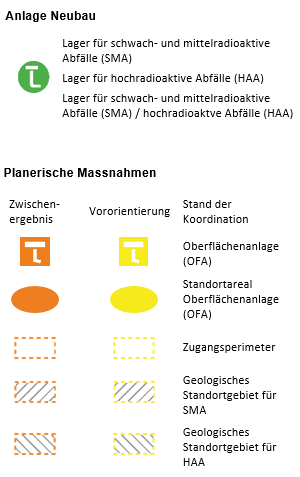 Anlage Neubau
Lager für schwach- und mittelradioaktive
Abfälle (SMA)
Lager für hochradioaktive Abfälle (HAA)
Lager für schwach- und mittelradioaktive
Abfälle (SMA) / hochradioaktve Abfälle (HAA)
Planerische Massnahmen
Zwischen-
ergebnis
Vororientierung
Stand der
Koordination
Oberflächenanlage
(OFA)
Standortareal
Oberflächenanlage
(OFA)
Zugangsperimeter
Geologisches
Standortgebiet für
SMA
Geologisches
Standortgebiet für
HAA